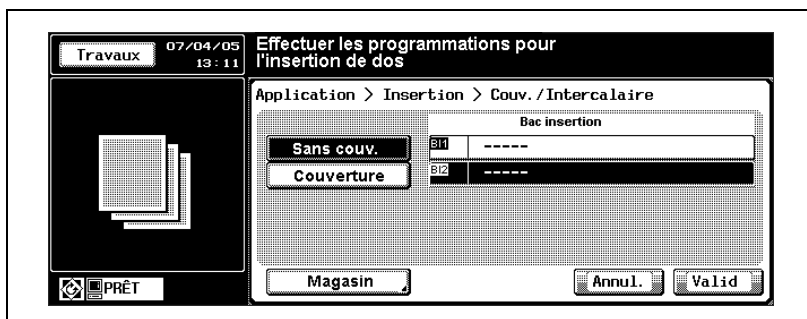 Travaux
07/04/05
13:11
Effectuer les programmations pour
l'insertion de dos
Application > Insertion > Couv./Intercalaire
Bac insertion
Sans couv.
BI1 -----
Couverture
BI2 -----
PRÊT
Magasin
Annul.
Valid